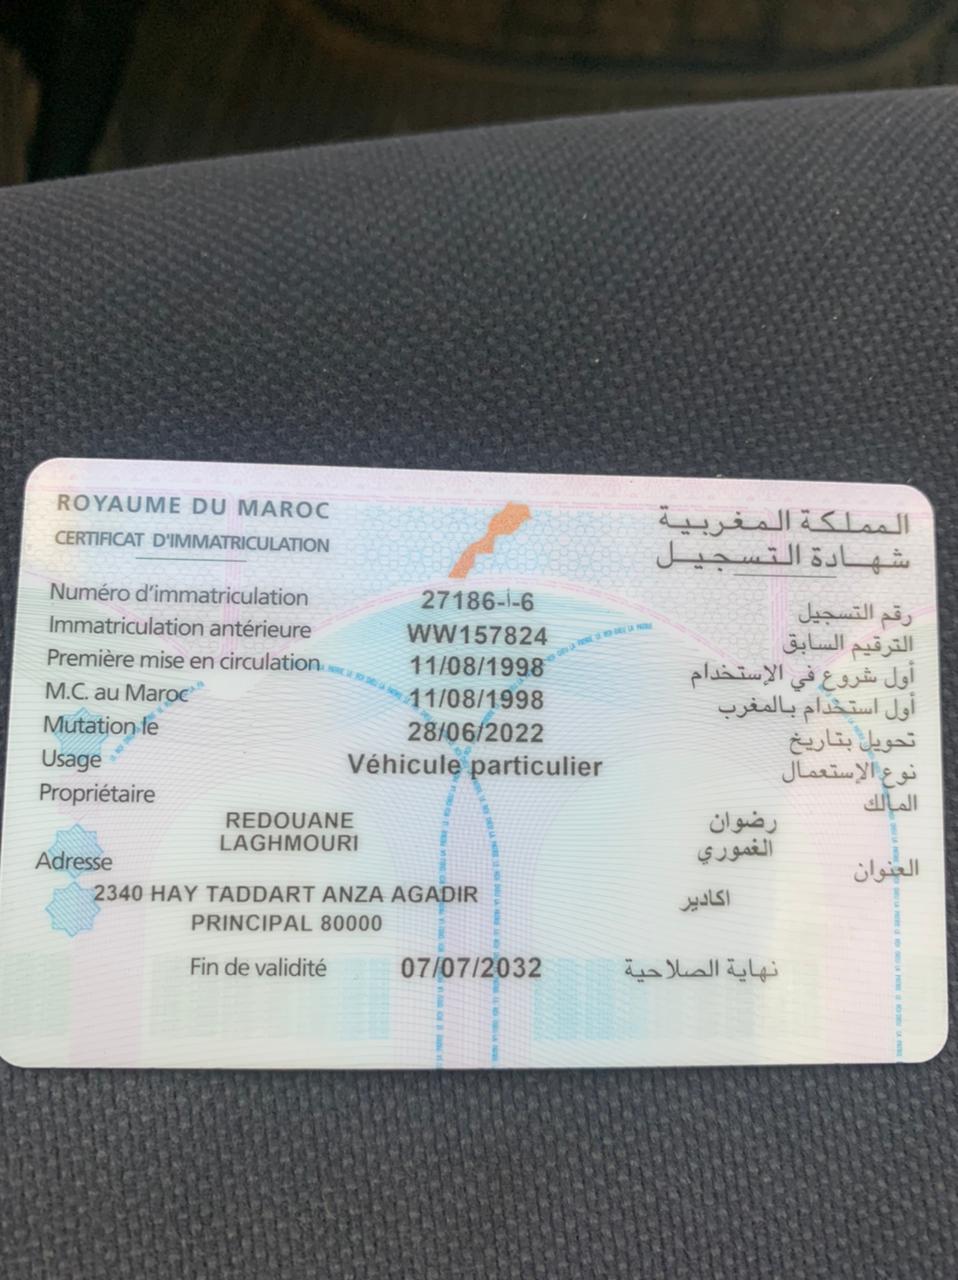 ROYAUME DU MAROC
المملكة المغربية
CERTIFICAT D'IMMATRICULATION
شهادة التسجيل
Numéro d'immatriculation 27186-أ-6 رقم التسجيل
Immatriculation antérieure WW157824 الترقيم السابق
Première mise en circulation 11/08/1998 أول شروع في الإستخدام
M.C. au Maroc 11/08/1998 أول استخدام بالمغرب
Mutation le 28/06/2022 تحويل بتاريخ
Usage Véhicule particulier نوع الإستعمال
Propriétaire المالك
REDOUANE رضوان
LAGHMOURI الغموري
Adresse العنوان
2340 HAY TADDART ANZA AGADIR اكادير
PRINCIPAL 80000
Fin de validité 07/07/2032 نهاية الصلاحية